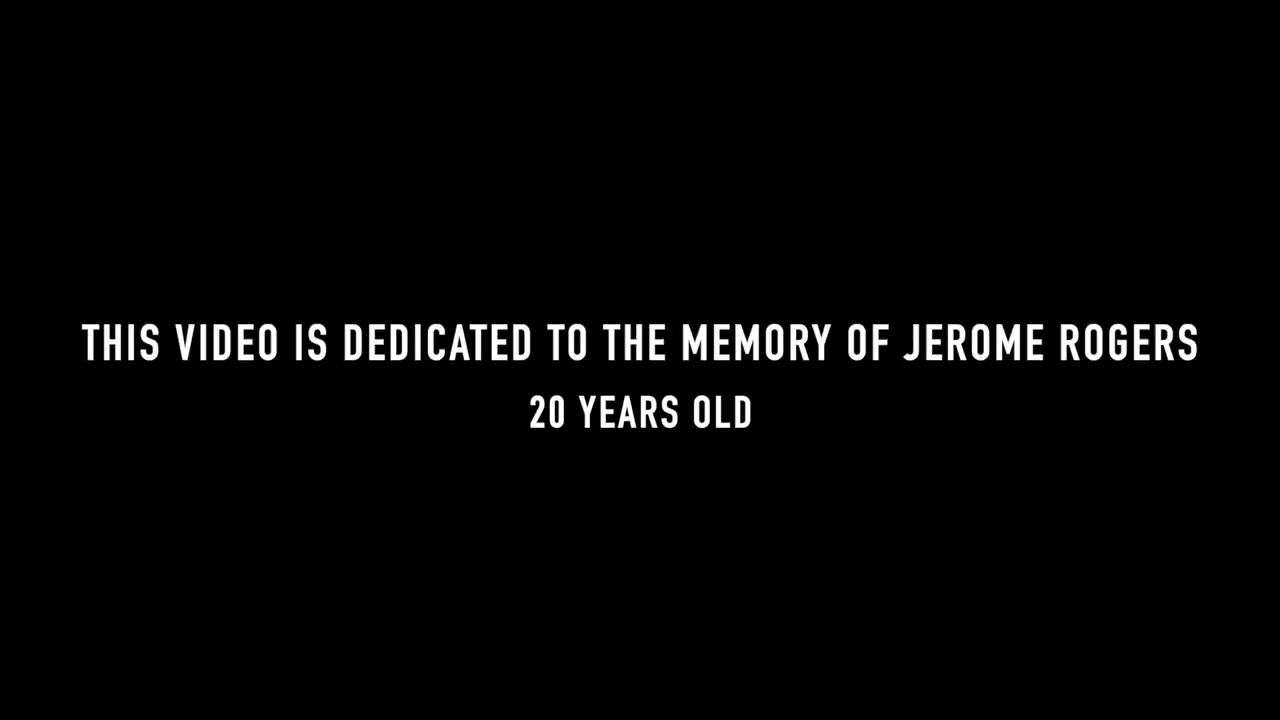 THIS VIDEO IS DEDICATED TO THE MEMORY OF JEROME ROGERS
20 YEARS OLD